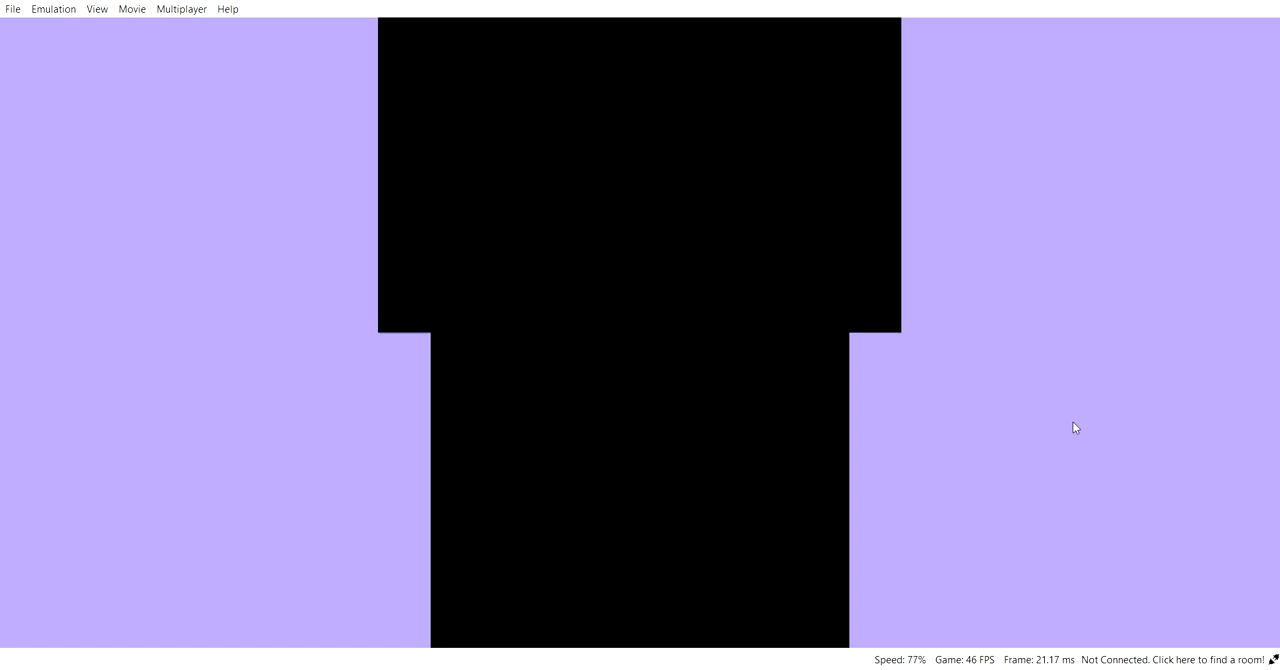 File Emulation View Movie Multiplayer Help
Speed: 77% Game: 46 FPS Frame: 21.17 ms Not Connected. Click here to find a room!